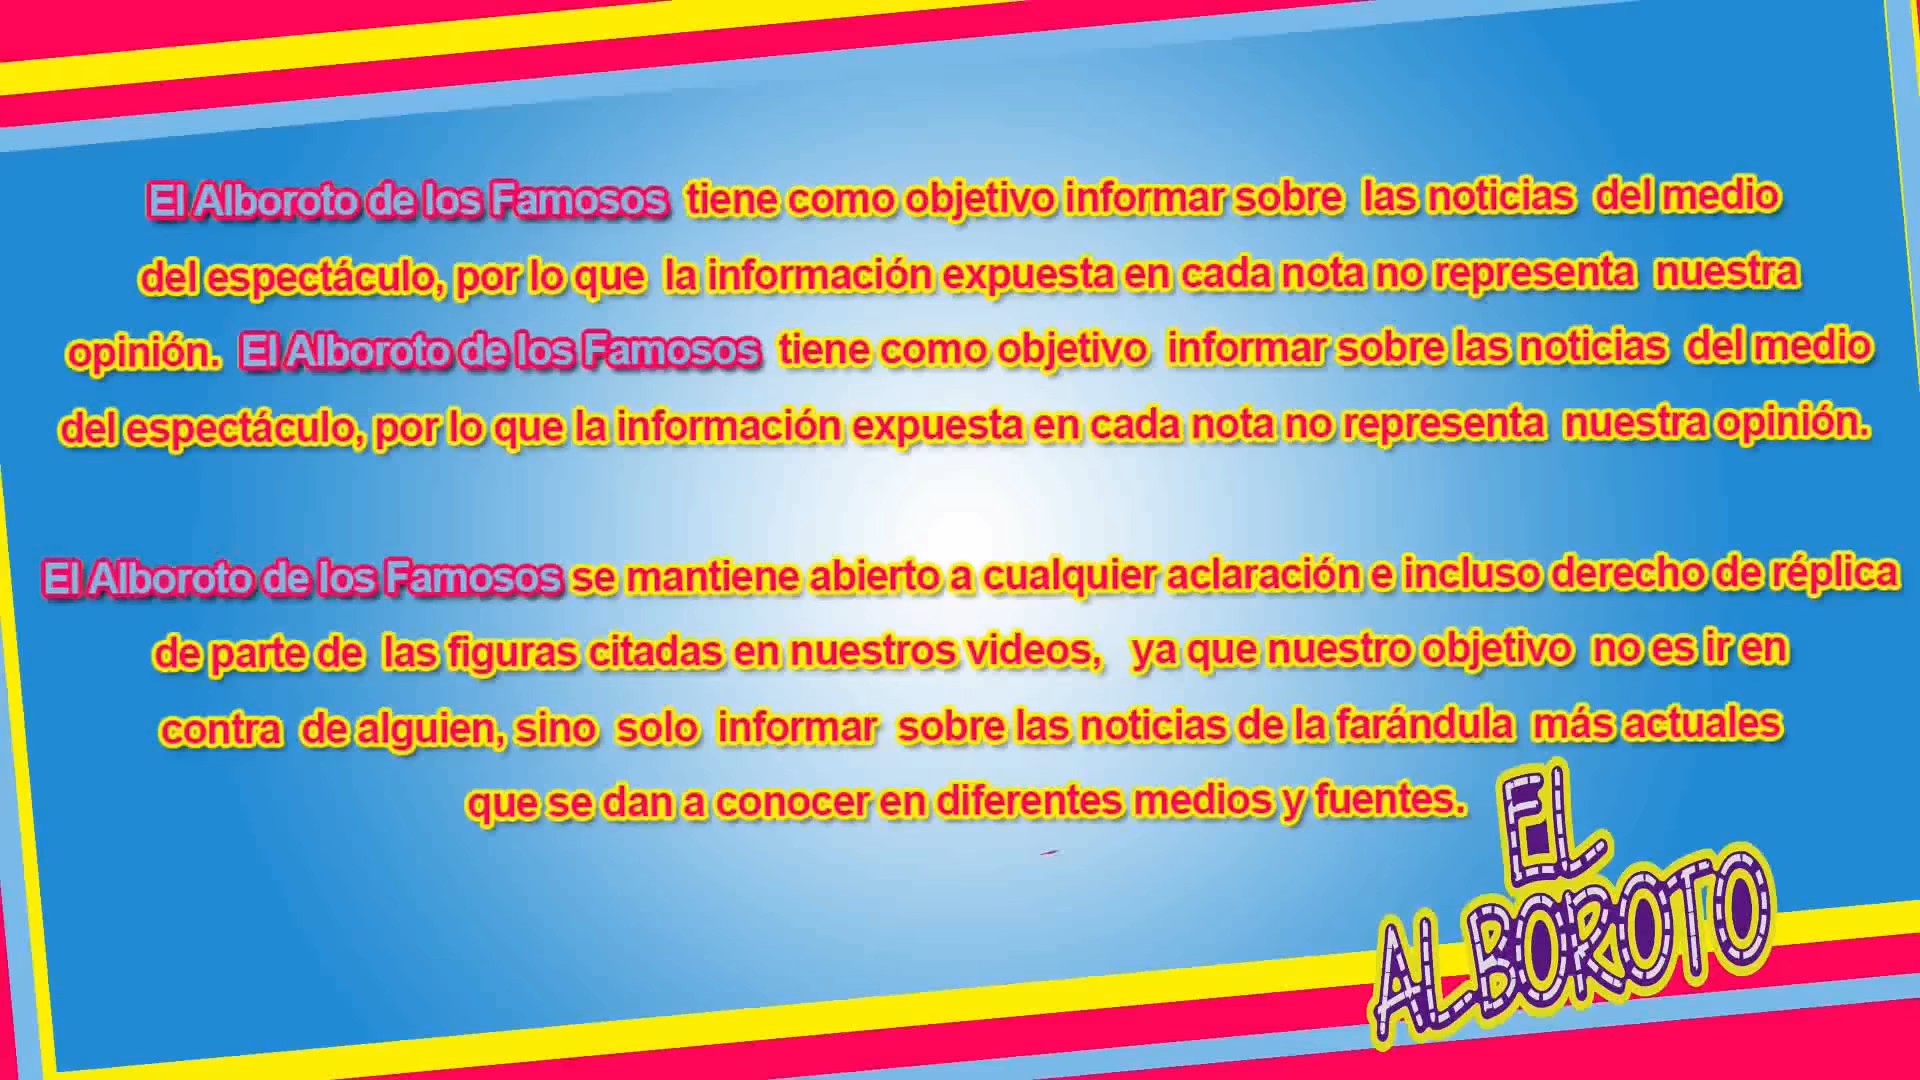 El Alboroto de los Famosos tiene como objetivo informar sobre las noticias del medio
del espectáculo, por lo que la información expuesta en cada nota no representa nuestra
opinión. El Alboroto de los Famosos tiene como objetivo informar sobre las noticias del medio
del espectáculo, por lo que la información expuesta en cada nota no representa nuestra opinión.
El Alboroto de los Famosos se mantiene abierto a cualquier aclaración e incluso derecho de réplica
de parte de las figuras citadas en nuestros videos, ya que nuestro objetivo no es ir en
contra de alguien, sino solo informar sobre las noticias de la farándula más actuales
que se dan a conocer en diferentes medios y fuentes.
EL
ALBOROTO